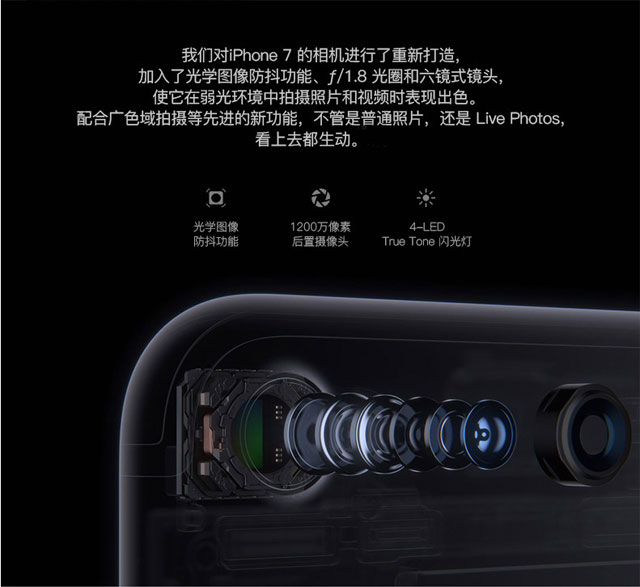 我们对iPhone 7 的相机进行了重新打造，
加入了光学图像防抖功能、ƒ/1.8 光圈和六镜式镜头，
使它在弱光环境中拍摄照片和视频时表现出色。
配合广色域拍摄等先进的新功能，不管是普通照片，还是 Live Photos，
看上去都生动。
光学图像
防抖功能
1200万像素
后置摄像头
4-LED
True Tone 闪光灯